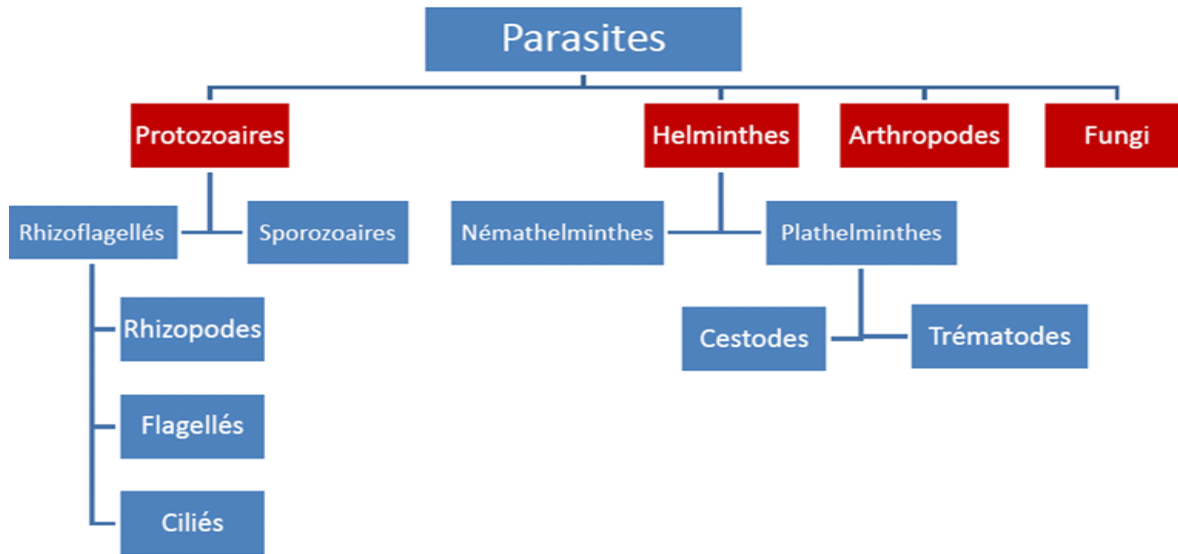 Parasites
Protozoaires
Helminthes
Arthropodes
Fungi
Rhizoflagellés
Sporozoaires
Némathelminthes
Plathelminthes
Rhizopodes
Cestodes
Trématodes
Flagellés
Ciliés